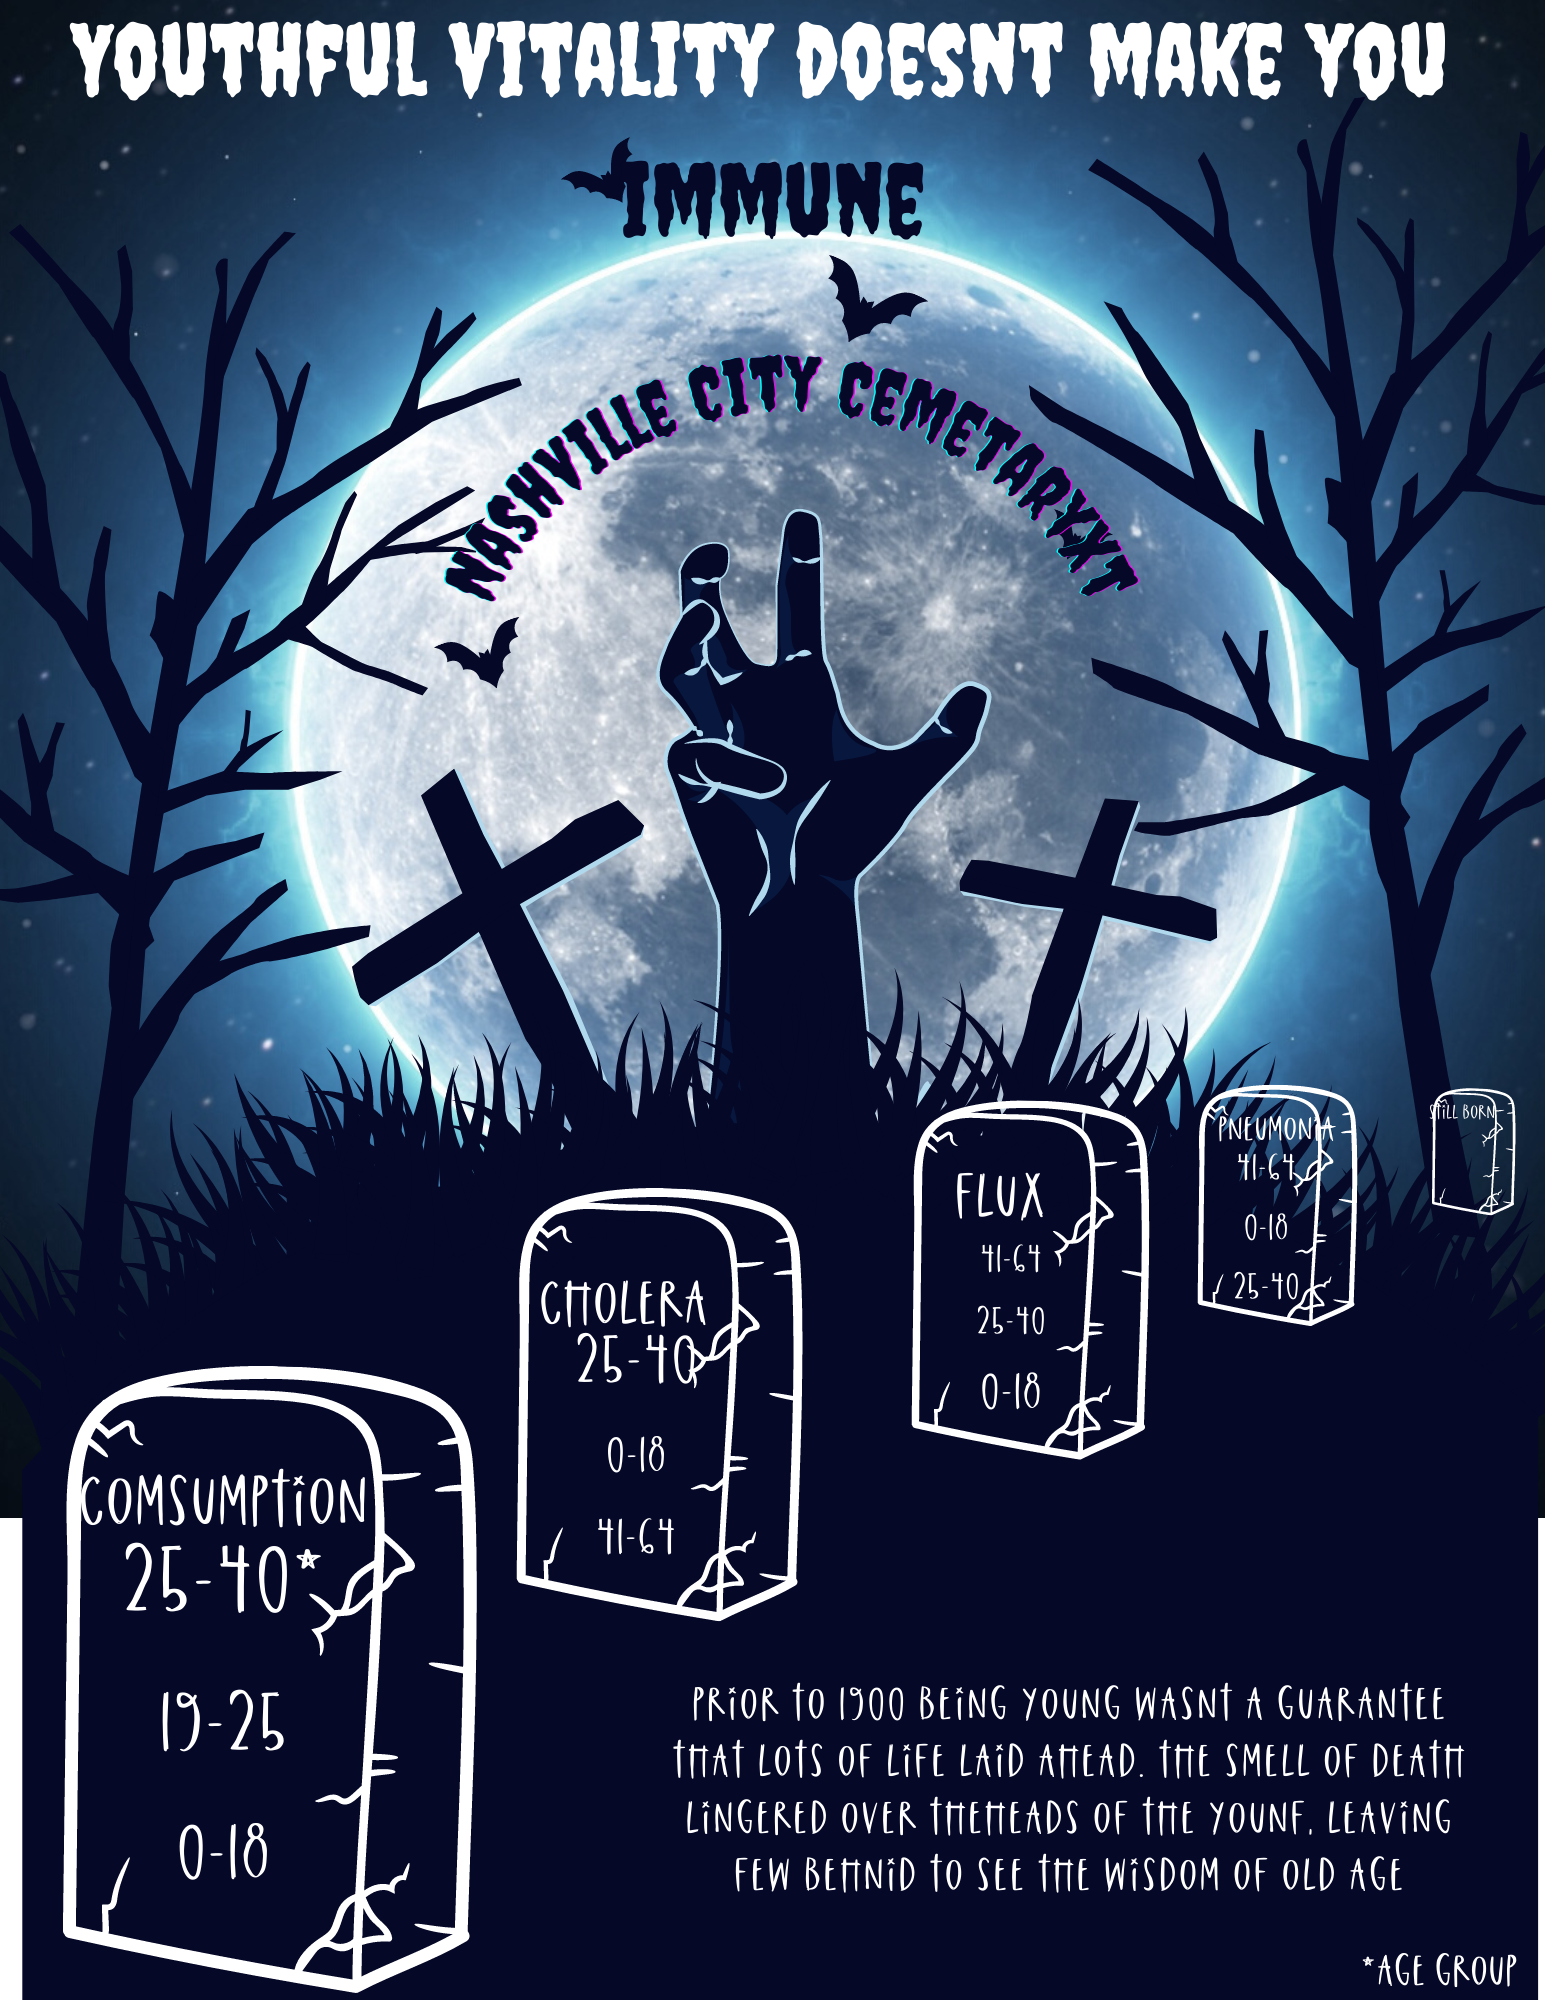 YOUTHFUL VITALITY DOESNT MAKE YOU
IMMUNE
NASHVILLE CITY CEMETARYXT
STILL BORN
PNEUMONIA
41-64
0-18
25-40
FLUX
41-64
25-40
0-18
CHOLERA
25-40
0-18
41-64
COMSUMPTION
25-40*
19-25
0-18
PRIOR TO 1900 BEING YOUNG WASNT A GUARANTEE
THAT LOTS OF LIFE LAID AHEAD. THE SMELL OF DEATH
LINGERED OVER THEHEADS OF THE YOUNF, LEAVING
FEW BEHNID TO SEE THE WISDOM OF OLD AGE
*AGE GROUP